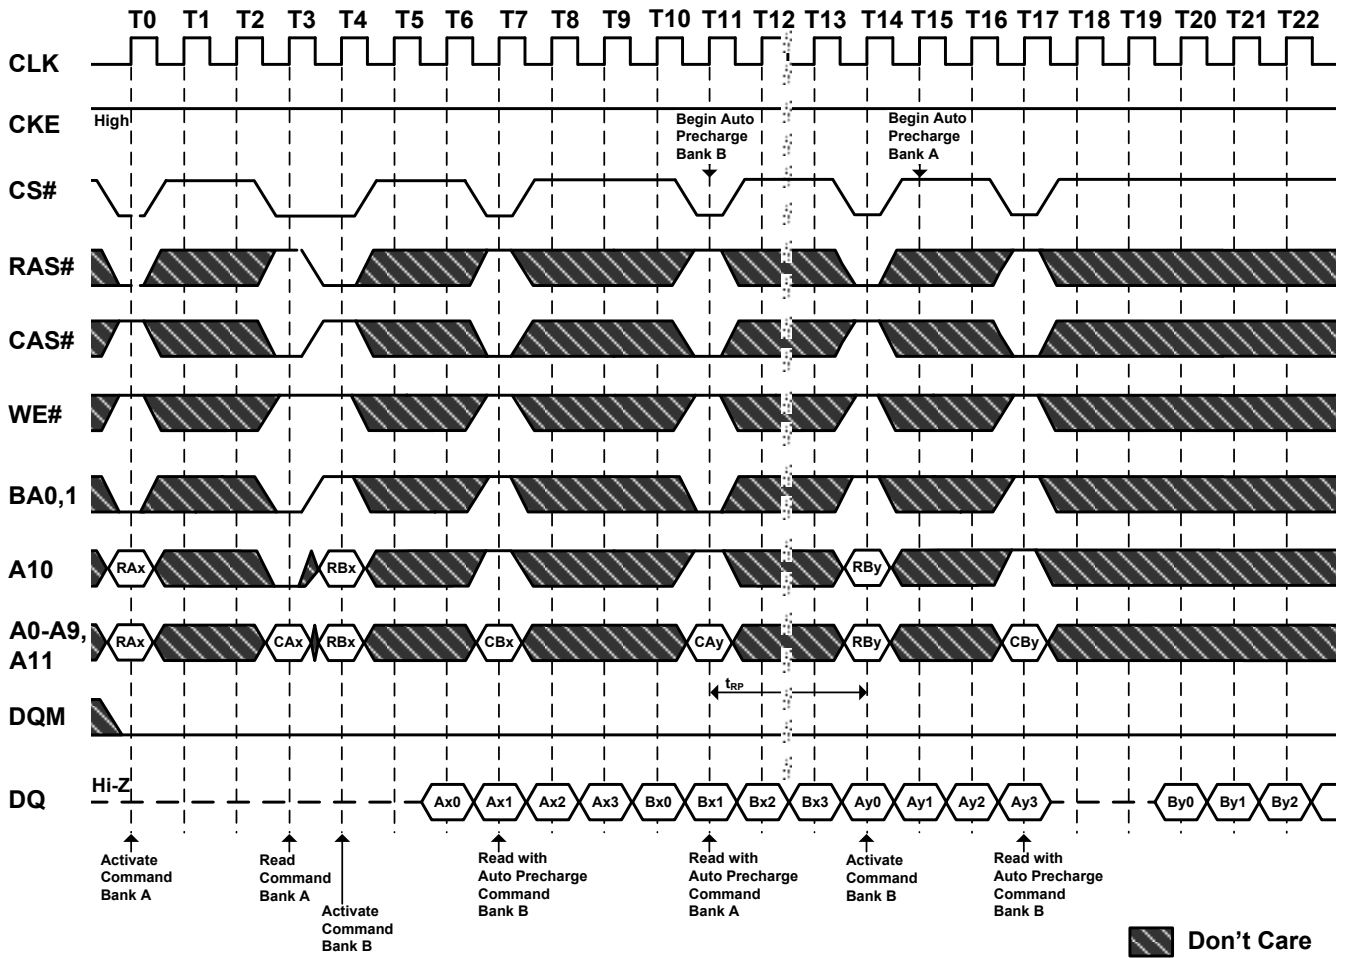 T0 T1 T2 T3 T4 T5 T6 T7 T8 T9 T10 T11 T12 T13 T14 T15 T16 T17 T18 T19 T20 T21 T22
CLK
CKE
High
Begin Auto
Precharge
Bank B
Begin Auto
Precharge
Bank A
CS#
RAS#
CAS#
WE#
BA0,1
A10
RAx RBx RBy
A0-A9,
A11
RAx CAx RBx CBx CAy RBy CBy
tRP
DQM
DQ
Hi-Z
Ax0 Ax1 Ax2 Ax3 Bx0 Bx1 Bx2 Bx3 Ay0 Ay1 Ay2 Ay3 By0 By1 By2
Activate
Command
Bank A
Read
Command
Bank A
Activate
Command
Bank B
Read with
Auto Precharge
Command
Bank B
Read with
Auto Precharge
Command
Bank A
Activate
Command
Bank B
Read with
Auto Precharge
Command
Bank B
Don't Care